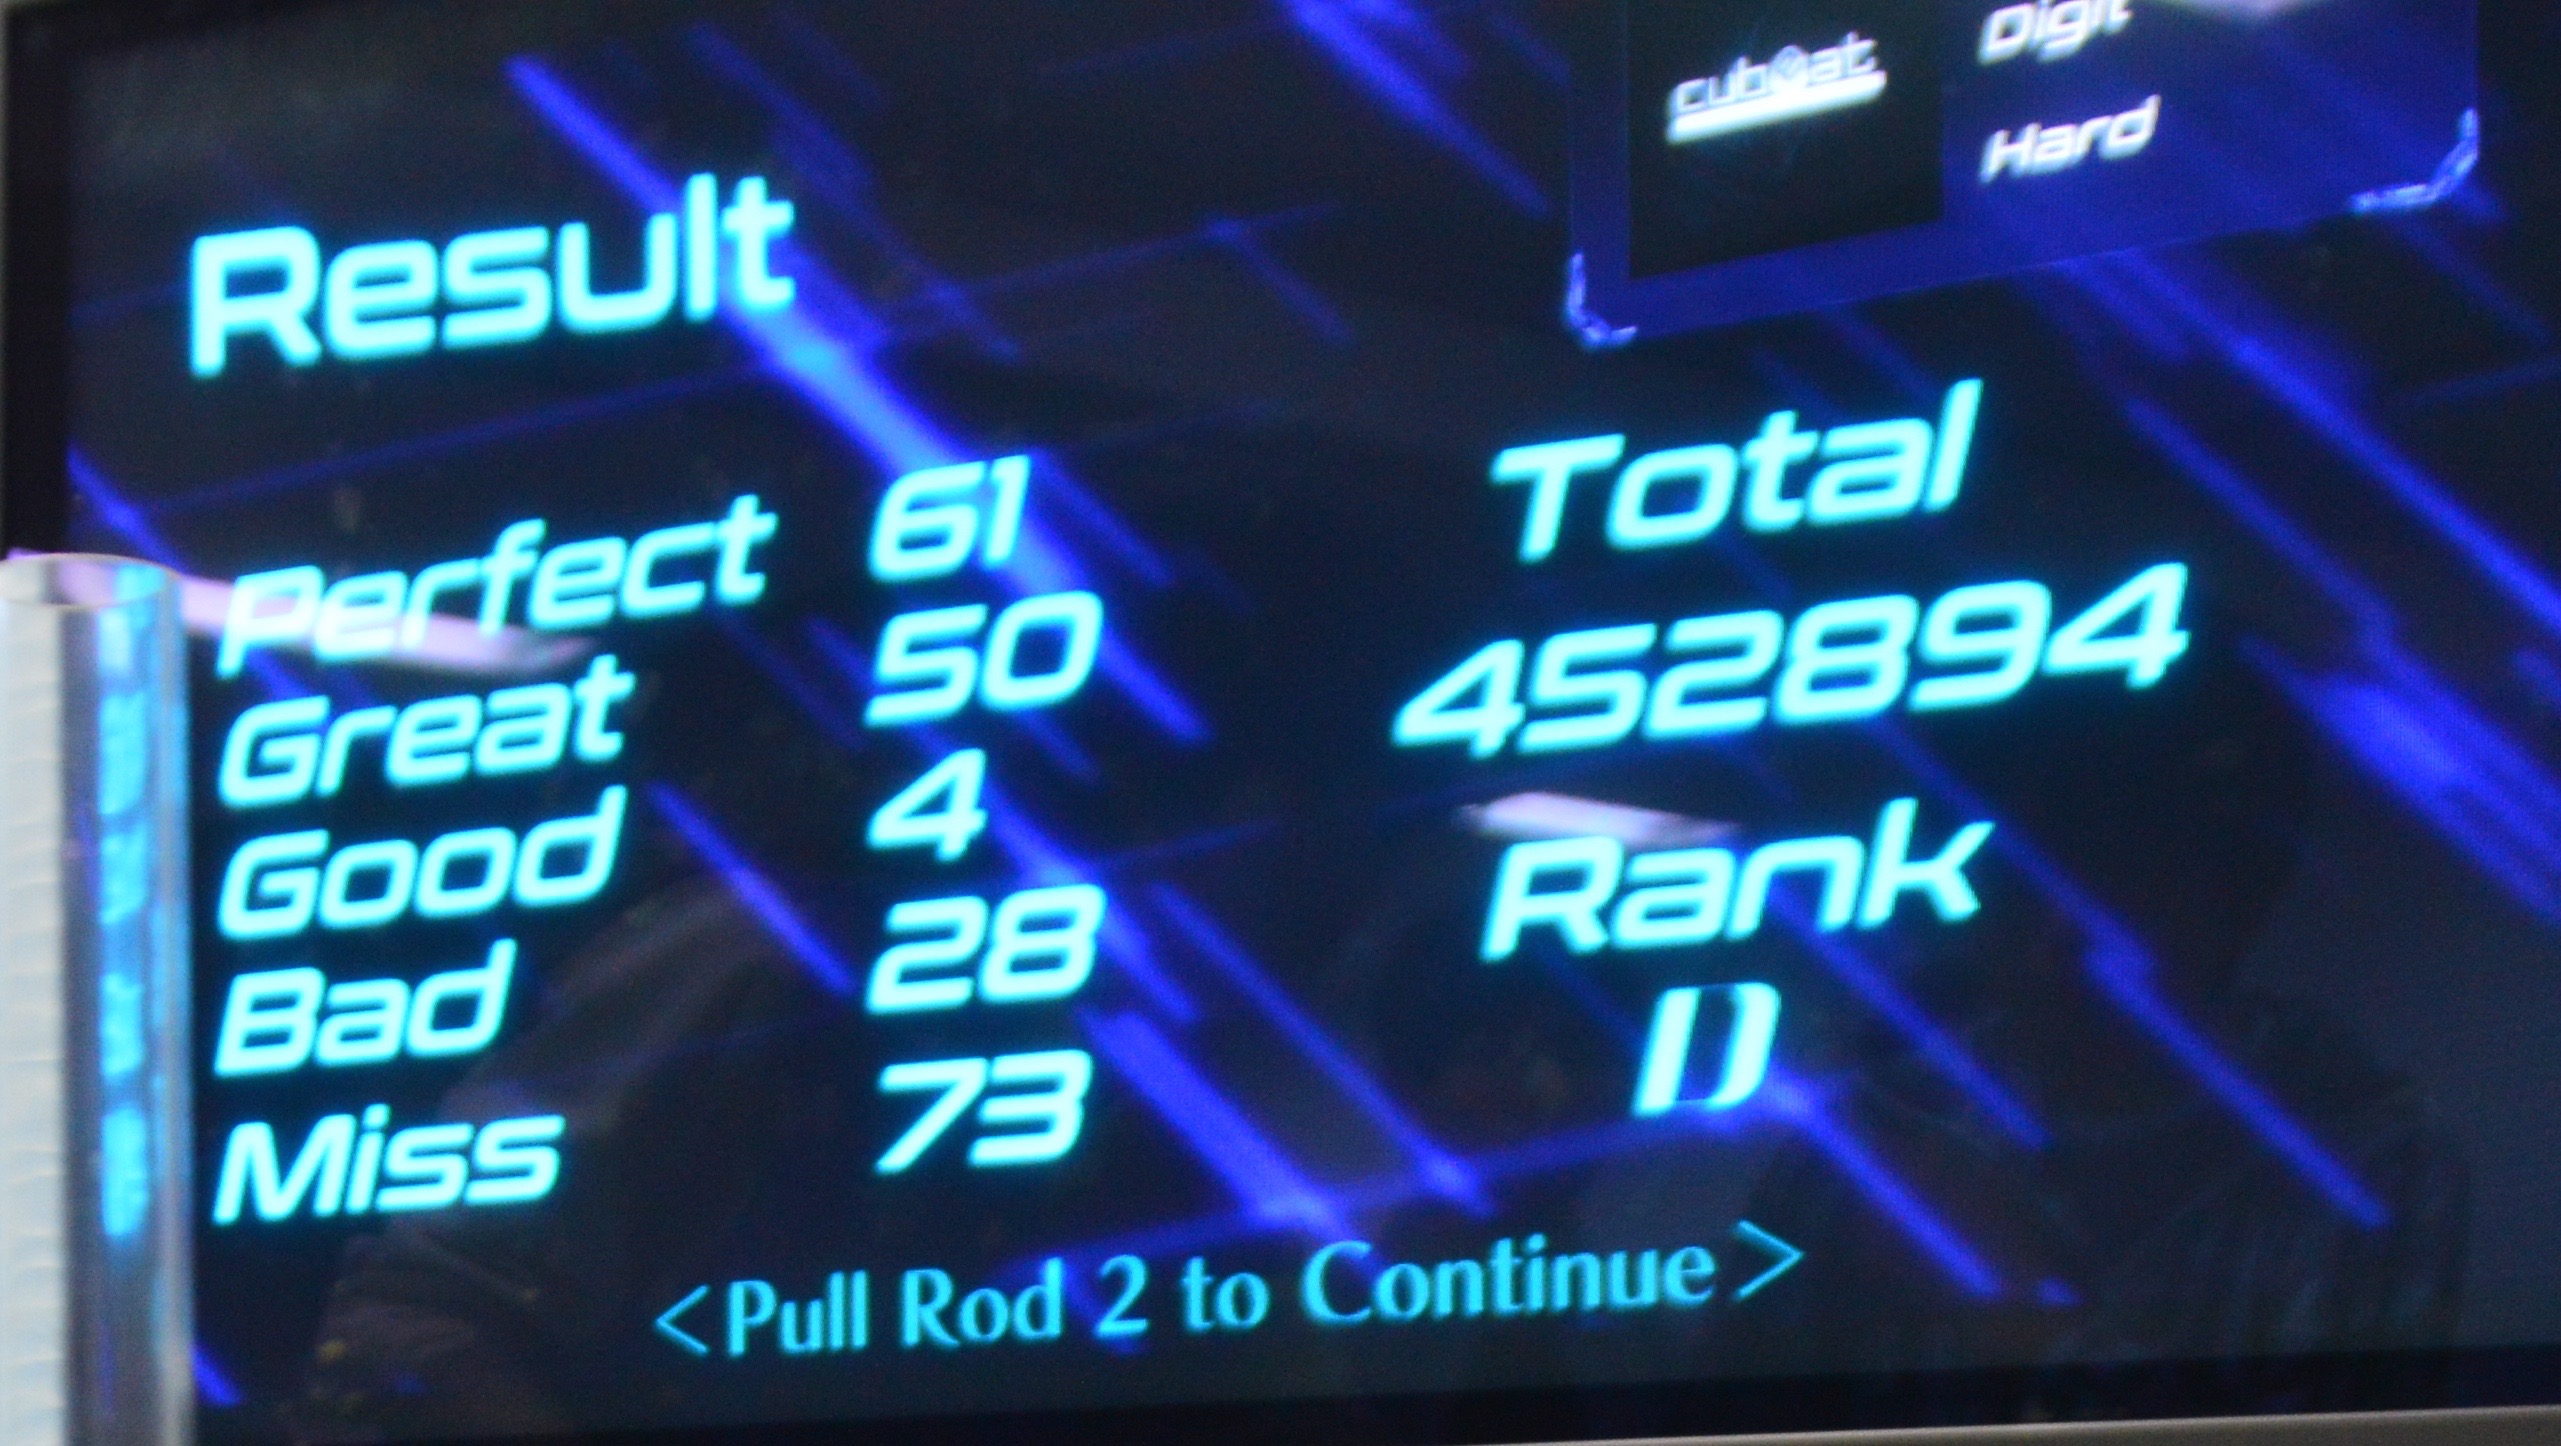 Digit
Hard
Result
Perfect 61
Great 50
Good 4
Bad 28
Miss 73
Total
452894
Rank
D
<Pull Rod 2 to Continue>